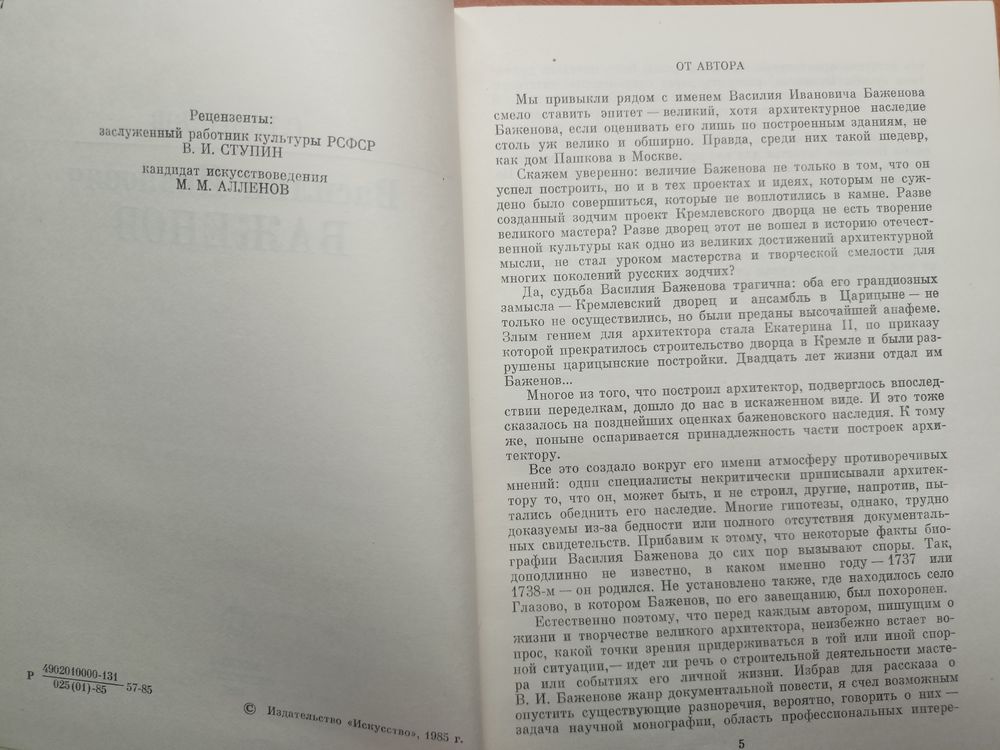 Рецензенты:
заслуженный работник культуры РСФСР
В. И. СТУПИН
кандидат искусствоведения
М. М. АЛЛЕНОВ
Р 4902010000-131
025(01)-85 57-85
© Издательство «Искусство», 1985 г.
ОТ АВТОРА
Мы привыкли рядом с именем Василия Ивановича Баженова
смело ставить эпитет — великий, хотя архитектурное наследие
Баженова, если оценивать его лишь по построенным зданиям, не
столь уж велико и обширно. Правда, среди них такой шедевр,
как дом Пашкова в Москве.
Скажем уверенно: величие Баженова не только в том, что он
успел построить, но и в тех проектах и идеях, которым не суж-
дено было совершиться, которые не воплотились в камне. Разве
созданный зодчим проект Кремлевского дворца не есть творение
великого мастера? Разве дворец этот не вошел в историю отечест-
венной культуры как одно из великих достижений архитектурной
мысли, не стал уроком мастерства и творческой смелости для
многих поколений русских зодчих?
Да, судьба Василия Баженова трагична: оба его грандиозных
замысла — Кремлевский дворец и ансамбль в Царицыне — не
только не осуществились, но были преданы высочайшей анафеме.
Злым гением для архитектора стала Екатерина II, по приказу
которой прекратилось строительство дворца в Кремле и были раз-
рушены царицынские постройки. Двадцать лет жизни отдал им
Баженов...
Многое из того, что построил архитектор, подверглось впослед-
ствии переделкам, дошло до нас в искаженном виде. И это тоже
сказалось на позднейших оценках баженовского наследия. К тому
же, поныне оспаривается принадлежность части построек архи-
тектору.
Все это создало вокруг его имени атмосферу противоречивых
мнений: одни специалисты некритически приписывали архитек-
тору то, что он, может быть, и не строил, другие, напротив, пы-
тались обеднить его наследие. Многие гипотезы, однако, трудно
доказуемы из-за бедности или полного отсутствия документаль-
ных свидетельств. Прибавим к этому, что некоторые факты био-
графии Василия Баженова до сих пор вызывают споры. Так,
доподлинно не известно, в каком именно году — 1737 или
1738-м — он родился. Не установлено также, где находилось село
Глазово, в котором Баженов, по его завещанию, был похоронен.
Естественно поэтому, что перед каждым автором, пишущим о
жизни и творчестве великого архитектора, неизбежно встает во-
прос, какой точки зрения придерживаться в той или иной спор-
ной ситуации,— идет ли речь о строительной деятельности масте-
ра или событиях его личной жизни. Избрав для рассказа о
В. И. Баженове жанр документальной повести, я счел возможным
опустить существующие разноречия, вероятно, говорить о них —
задача научной монографии, область профессиональных интере-
5